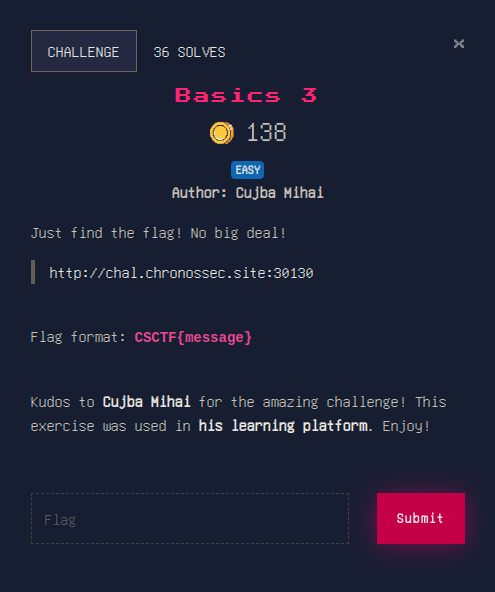 CHALLENGE 36 SOLVES ×
Basics 3
138
EASY
Author: Cujba Mihai
Just find the flag! No big deal!
http://chal.chronossec.site:30130
Flag format: CSCTF{message}
Kudos to Cujba Mihai for the amazing challenge! This
exercise was used in his learning platform. Enjoy!
Flag Submit